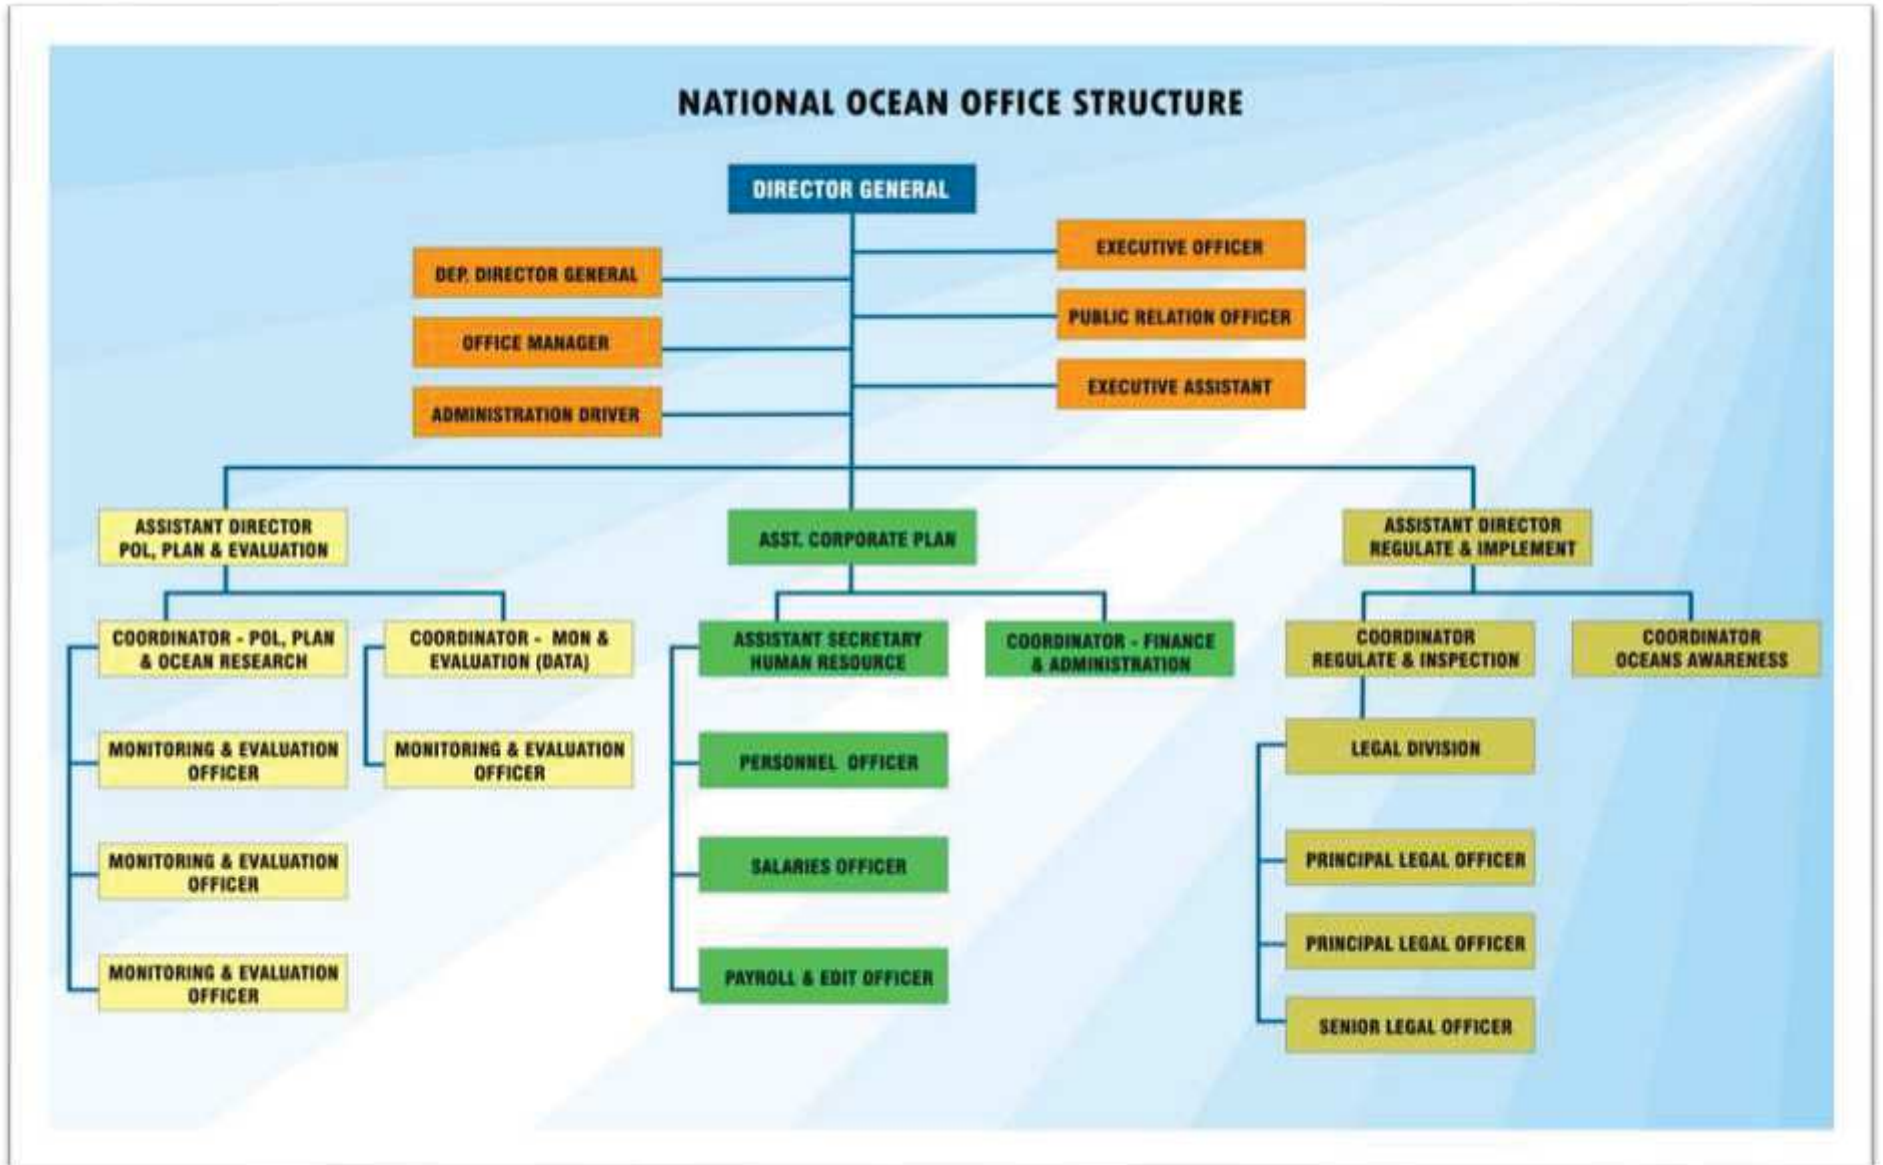 NATIONAL OCEAN OFFICE STRUCTURE
DIRECTOR GENERAL
EXECUTIVE OFFICER
DEP. DIRECTOR GENERAL
PUBLIC RELATION OFFICER
OFFICE MANAGER
EXECUTIVE ASSISTANT
ADMINISTRATION DRIVER
ASSISTANT DIRECTOR
POL, PLAN & EVALUATION
ASST. CORPORATE PLAN
ASSISTANT DIRECTOR
REGULATE & IMPLEMENT
COORDINATOR - POL, PLAN
& OCEAN RESEARCH
COORDINATOR - MON &
EVALUATION (DATA)
ASSISTANT SECRETARY
HUMAN RESOURCE
COORDINATOR - FINANCE
& ADMINISTRATION
COORDINATOR
REGULATE & INSPECTION
COORDINATOR
OCEANS AWARENESS
MONITORING & EVALUATION
OFFICER
MONITORING & EVALUATION
OFFICER
PERSONNEL OFFICER
LEGAL DIVISION
MONITORING & EVALUATION
OFFICER
SALARIES OFFICER
PRINCIPAL LEGAL OFFICER
PRINCIPAL LEGAL OFFICER
MONITORING & EVALUATION
OFFICER
PAYROLL & EDIT OFFICER
SENIOR LEGAL OFFICER